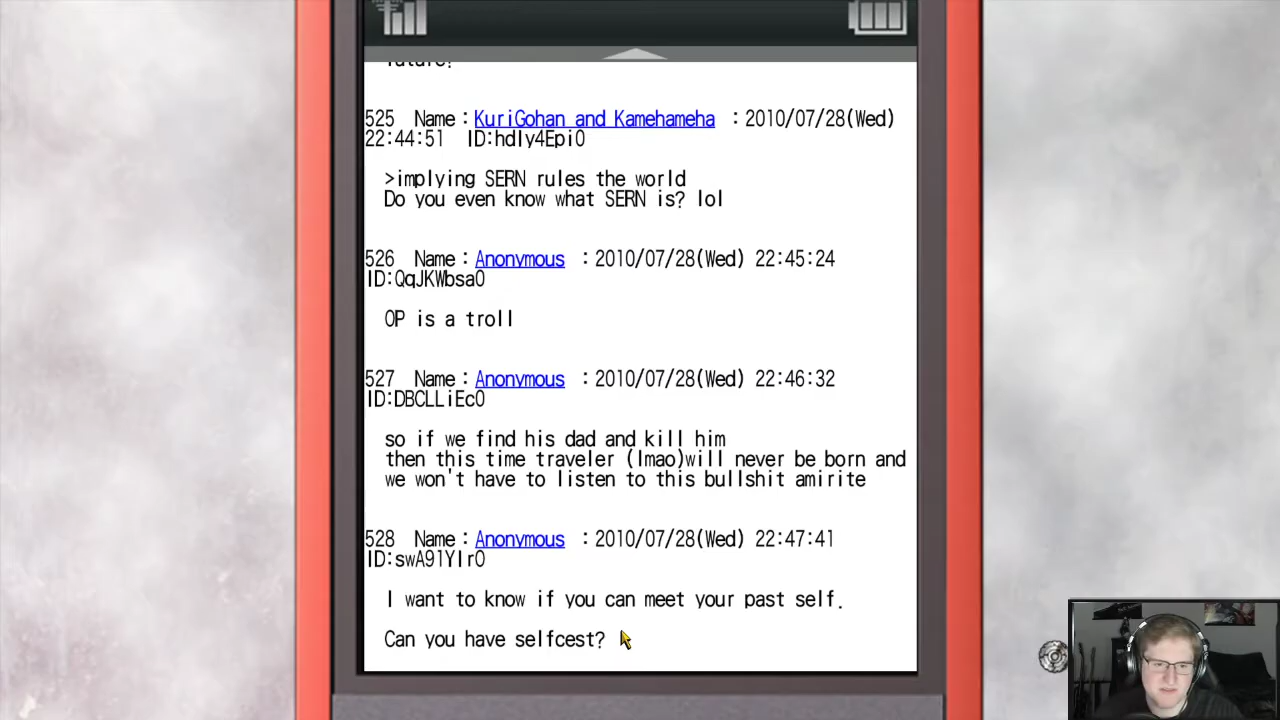 future?
525 Name：KuriGohan and Kamehameha ：2010/07/28(Wed)
22:44:51 ID:hdly4Epi0
>implying SERN rules the world
Do you even know what SERN is? lol
526 Name：Anonymous ：2010/07/28(Wed) 22:45:24
ID:QqJKWbsa0
OP is a troll
527 Name：Anonymous ：2010/07/28(Wed) 22:46:32
ID:DBCLLiEc0
so if we find his dad and kill him
then this time traveler (lmao)will never be born and
we won't have to listen to this bullshit amirite
528 Name：Anonymous ：2010/07/28(Wed) 22:47:41
ID:swA91YIr0
I want to know if you can meet your past self.
Can you have selfcest?